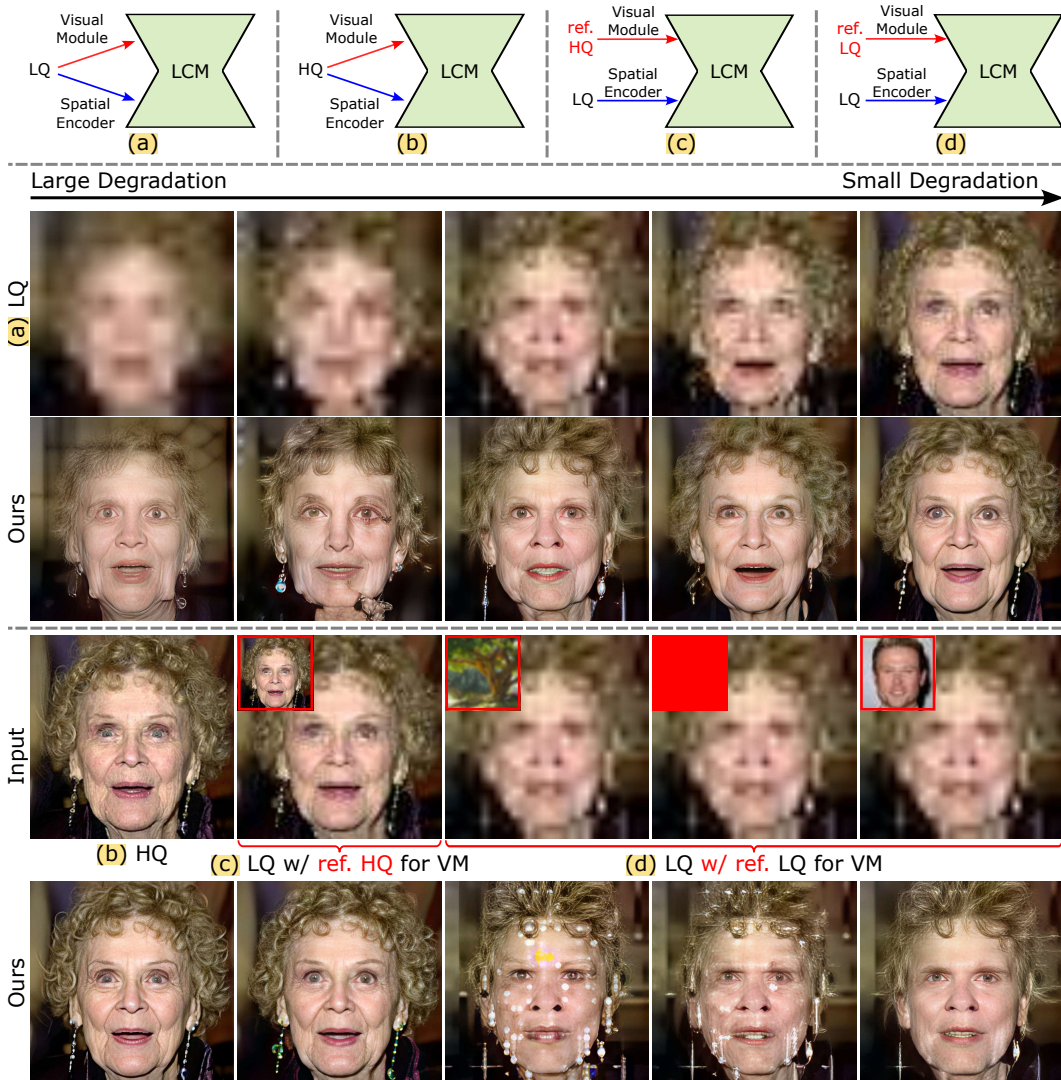 Visual
Module
LQ
LCM
Spatial
Encoder
(a)
Visual
Module
HQ
LCM
Spatial
Encoder
(b)
ref.
HQ
Visual
Module
LCM
LQ
Spatial
Encoder
(c)
ref.
LQ
Visual
Module
LCM
LQ
Spatial
Encoder
(d)
Large Degradation
Small Degradation
(a) LQ
Ours
Input
(b) HQ
(c) LQ w/ ref. HQ for VM
(d) LQ w/ ref. LQ for VM
Ours